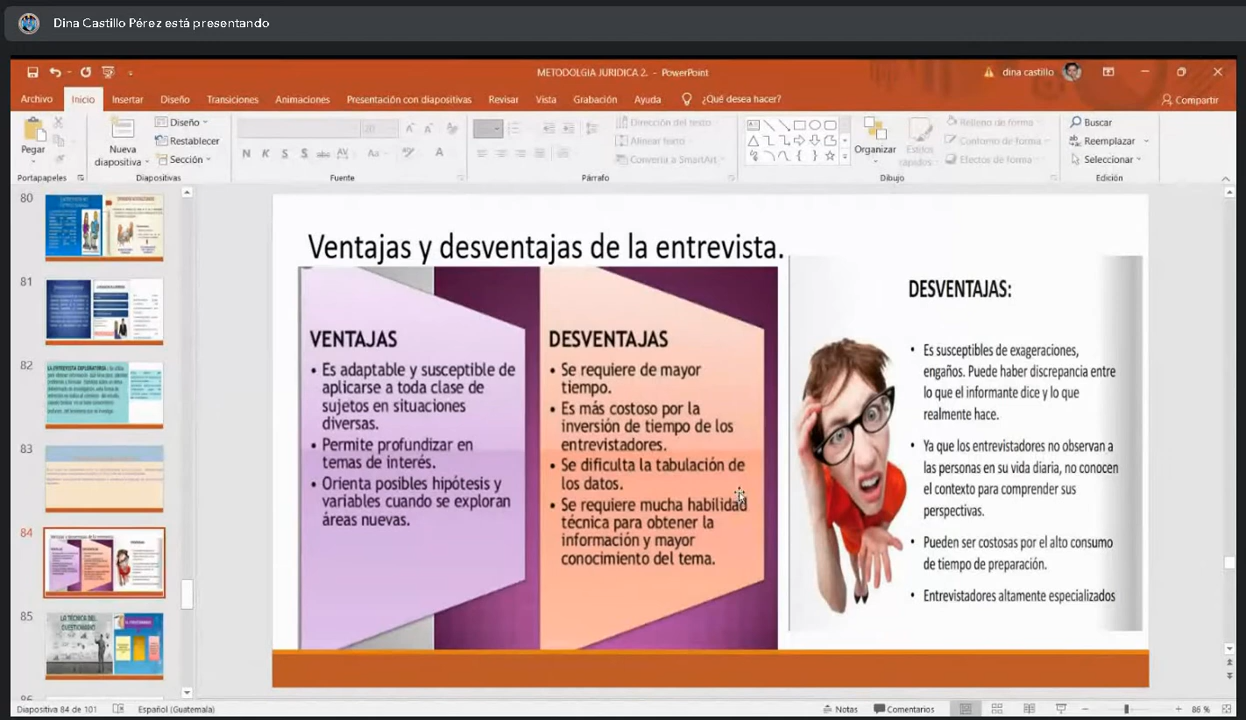 Dina Castillo Pérez está presentando
METODOLGIA JURIDICA 2. - PowerPoint
dina castillo
Archivo Inicio Insertar Diseño Transiciones Animaciones Presentación con diapositivas Revisar Vista Grabación Ayuda ¿Qué desea hacer? Compartir
Pegar
Nueva diapositiva
Diseño
Restablecer
Sección
Dirección del texto
Alinear texto
Convertir a SmartArt
Organizar
Estilos rápidos
Relleno de forma
Contorno de forma
Efectos de forma
Buscar
Reemplazar
Seleccionar
Portapapeles Diapositivas Fuente Párrafo Dibujo Edición
80
81
82
83
84
85
LA TÉCNICA DEL
CUESTIONARIO
Ventajas y desventajas de la entrevista.
VENTAJAS
• Es adaptable y susceptible de
aplicarse a toda clase de
sujetos en situaciones
diversas.
• Permite profundizar en
temas de interés.
• Orienta posibles hipótesis y
variables cuando se exploran
áreas nuevas.
DESVENTAJAS
• Se requiere de mayor
tiempo.
• Es más costoso por la
inversión de tiempo de los
entrevistadores.
• Se dificulta la tabulación de
los datos.
• Se requiere mucha habilidad
técnica para obtener la
información y mayor
conocimiento del tema.
DESVENTAJAS:
• Es susceptibles de exageraciones,
engaños. Puede haber discrepancia entre
lo que el informante dice y lo que
realmente hace.
• Ya que los entrevistadores no observan a
las personas en su vida diaria, no conocen
el contexto para comprender sus
perspectivas.
• Pueden ser costosas por el alto consumo
de tiempo de preparación.
• Entrevistadores altamente especializados
Diapositiva 84 de 101 Español (Guatemala) Notas Comentarios 86 %